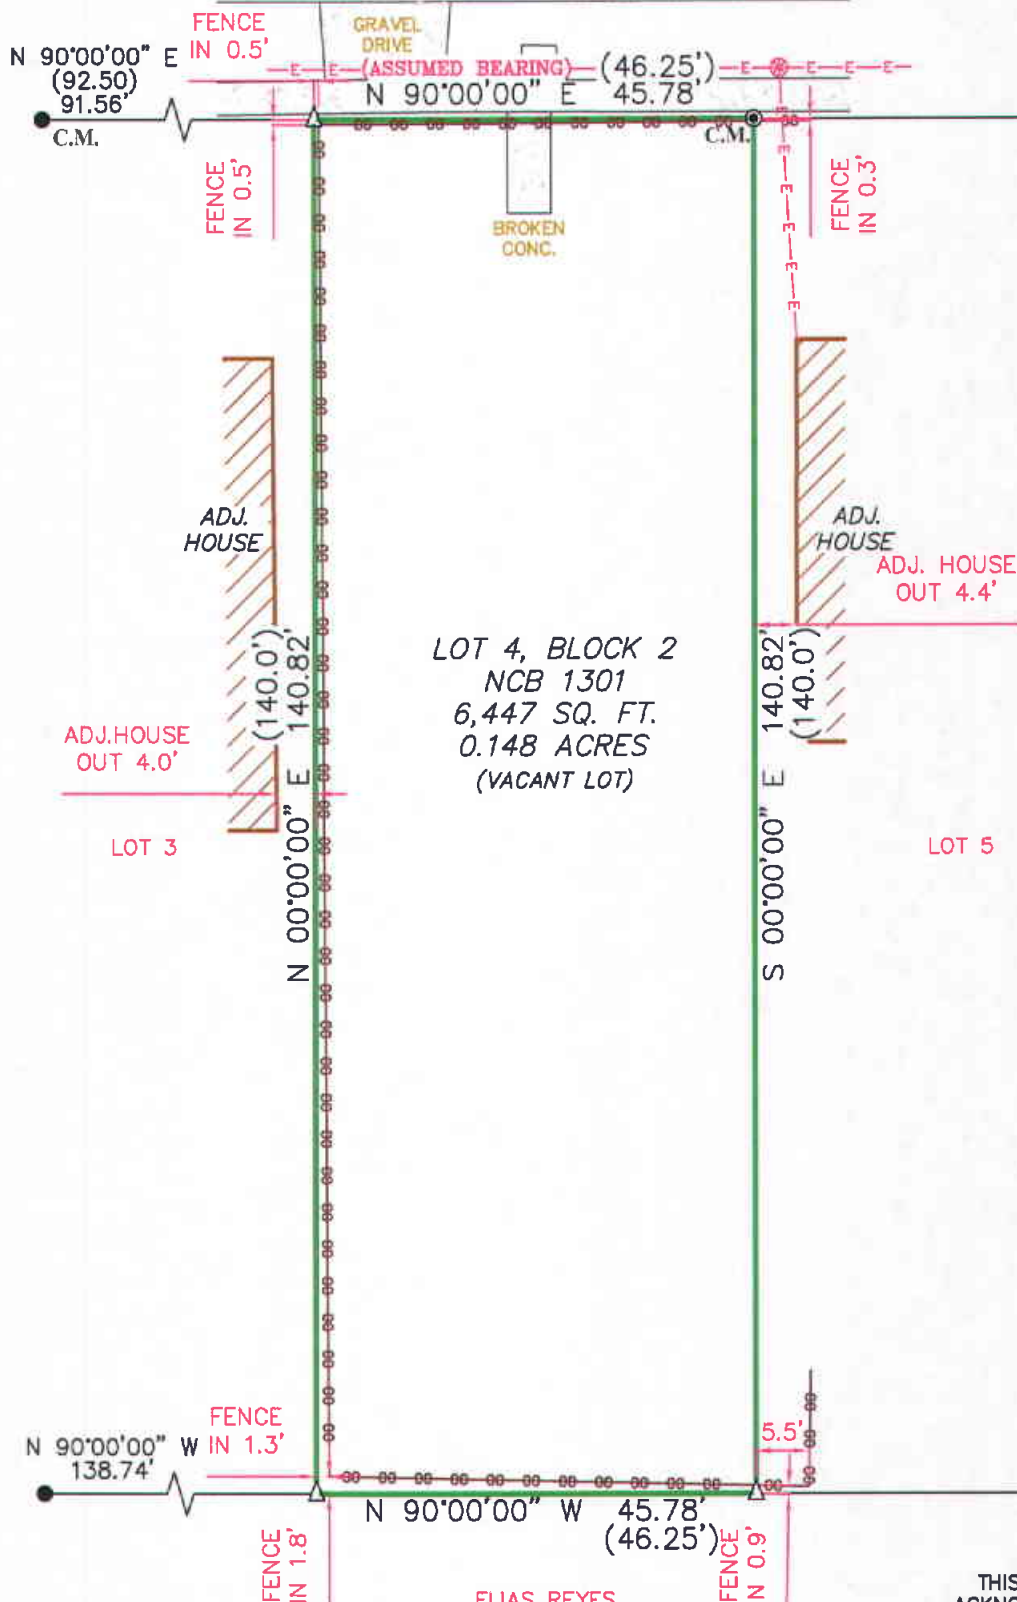 FENCE
IN 0.5'
GRAVEL
DRIVE
N 90°00'00" E
(92.50)
91.56'
C.M.
E E (ASSUMED BEARING) (46.25') E E E E
N 90°00'00" E 45.78'
C.M.
FENCE
IN 0.5'
FENCE
IN 0.3'
E
E
E
E
E
BROKEN
CONC.
ADJ.
HOUSE
ADJ.
HOUSE
ADJ. HOUSE
OUT 4.4'
LOT 4, BLOCK 2
NCB 1301
6,447 SQ. FT.
0.148 ACRES
(VACANT LOT)
(140.0')
N 00°00'00" E 140.82'
S 00°00'00" E 140.82'
(140.0')
ADJ.HOUSE
OUT 4.0'
LOT 3
LOT 5
FENCE
IN 1.3'
N 90°00'00" W
138.74'
5.5'
N 90°00'00" W 45.78'
(46.25')
FENCE
IN 1.8'
FENCE
IN 0.9'
ELIAS REYES
THIS